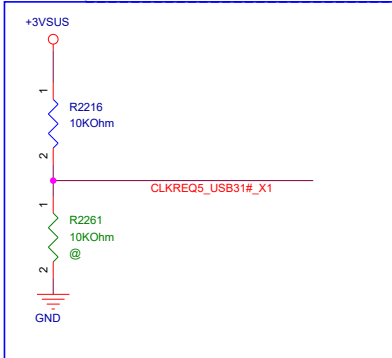 +3VSUS
1
R2216
10KOhm
2
CLKREQ5_USB31#_X1
1
R2261
10KOhm
@
2
GND